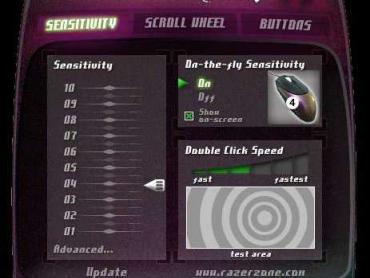 SENSITIVITY SCROLL WHEEL BUTTONS
Sensitivity
10
09
08
07
06
05
04
03
02
01
Advanced...
On-the-fly Sensitivity
On
Off
Show
on-screen
4
Double Click Speed
fast fastest
test area
Update www.razerzone.com